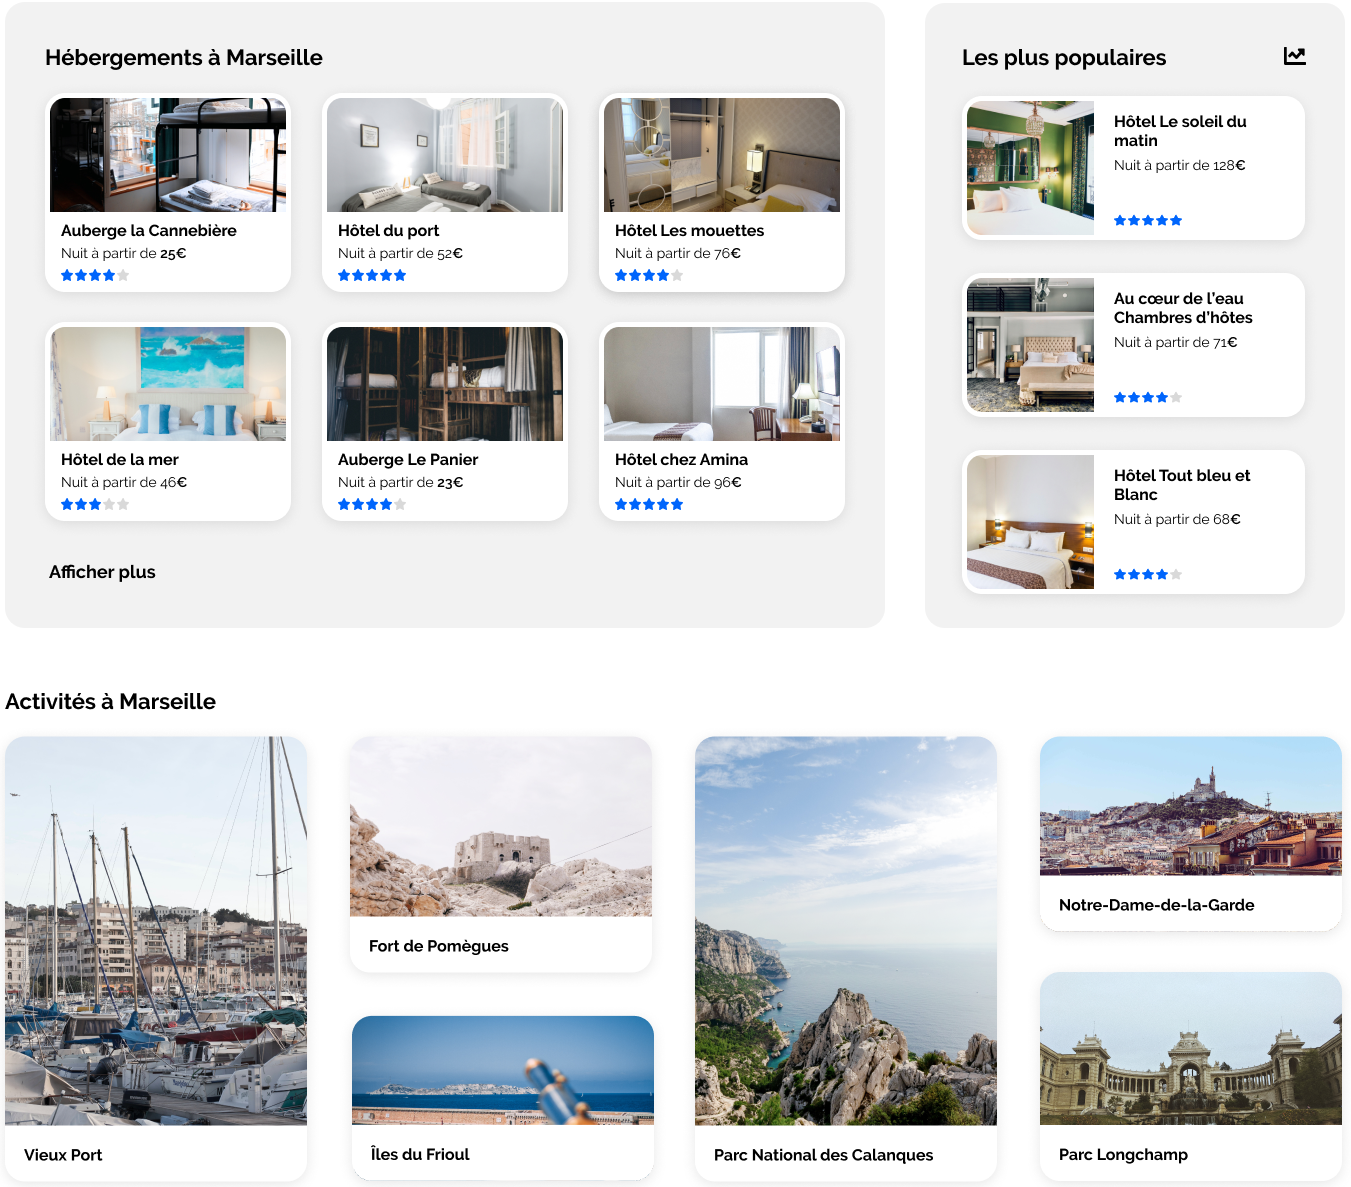 Hébergements à Marseille
Auberge la Cannebière
Nuit à partir de 25€
Hôtel du port
Nuit à partir de 52€
Hôtel Les mouettes
Nuit à partir de 76€
Hôtel de la mer
Nuit à partir de 46€
Auberge Le Panier
Nuit à partir de 23€
Hôtel chez Amina
Nuit à partir de 96€
Afficher plus
Les plus populaires
Hôtel Le soleil du
matin
Nuit à partir de 128€
Au cœur de l'eau
Chambres d'hôtes
Nuit à partir de 71€
Hôtel Tout bleu et
Blanc
Nuit à partir de 68€
Activités à Marseille
Vieux Port
Fort de Pomègues
Îles du Frioul
Parc National des Calanques
Notre-Dame-de-la-Garde
Parc Longchamp